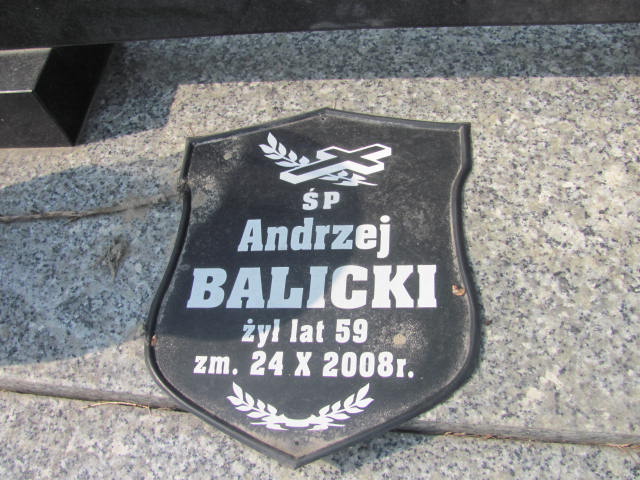 ŚP
Andrzej
BALICKI
żył lat 59
zm. 24 X 2008r.